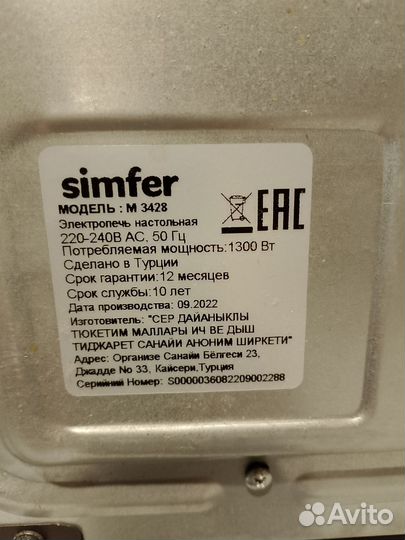 simfer
МОДЕЛЬ : M 3428
Электропечь настольная
220-240В AC. 50 Гц
Потребляемая мощность:1300 Вт
Сделано в Турции
Срок гарантии:12 месяцев
Срок службы:10 лет
Дата производства: 09.2022
Изготовитель: "СЕР ДАЙАНЫКЛЫ
ТЮКЕТИМ МАЛЛАРЫ ИЧ ВЕ ДЫШ
ТИДЖАРЕТ САНАЙИ АНОНИМ ШИРКЕТИ"
Адрес: Организе Санайи Бёлгеси 23,
Джадде No 33, Кайсери,Турция
Серийний Номер: S0000036082209002288
EAC
Avito